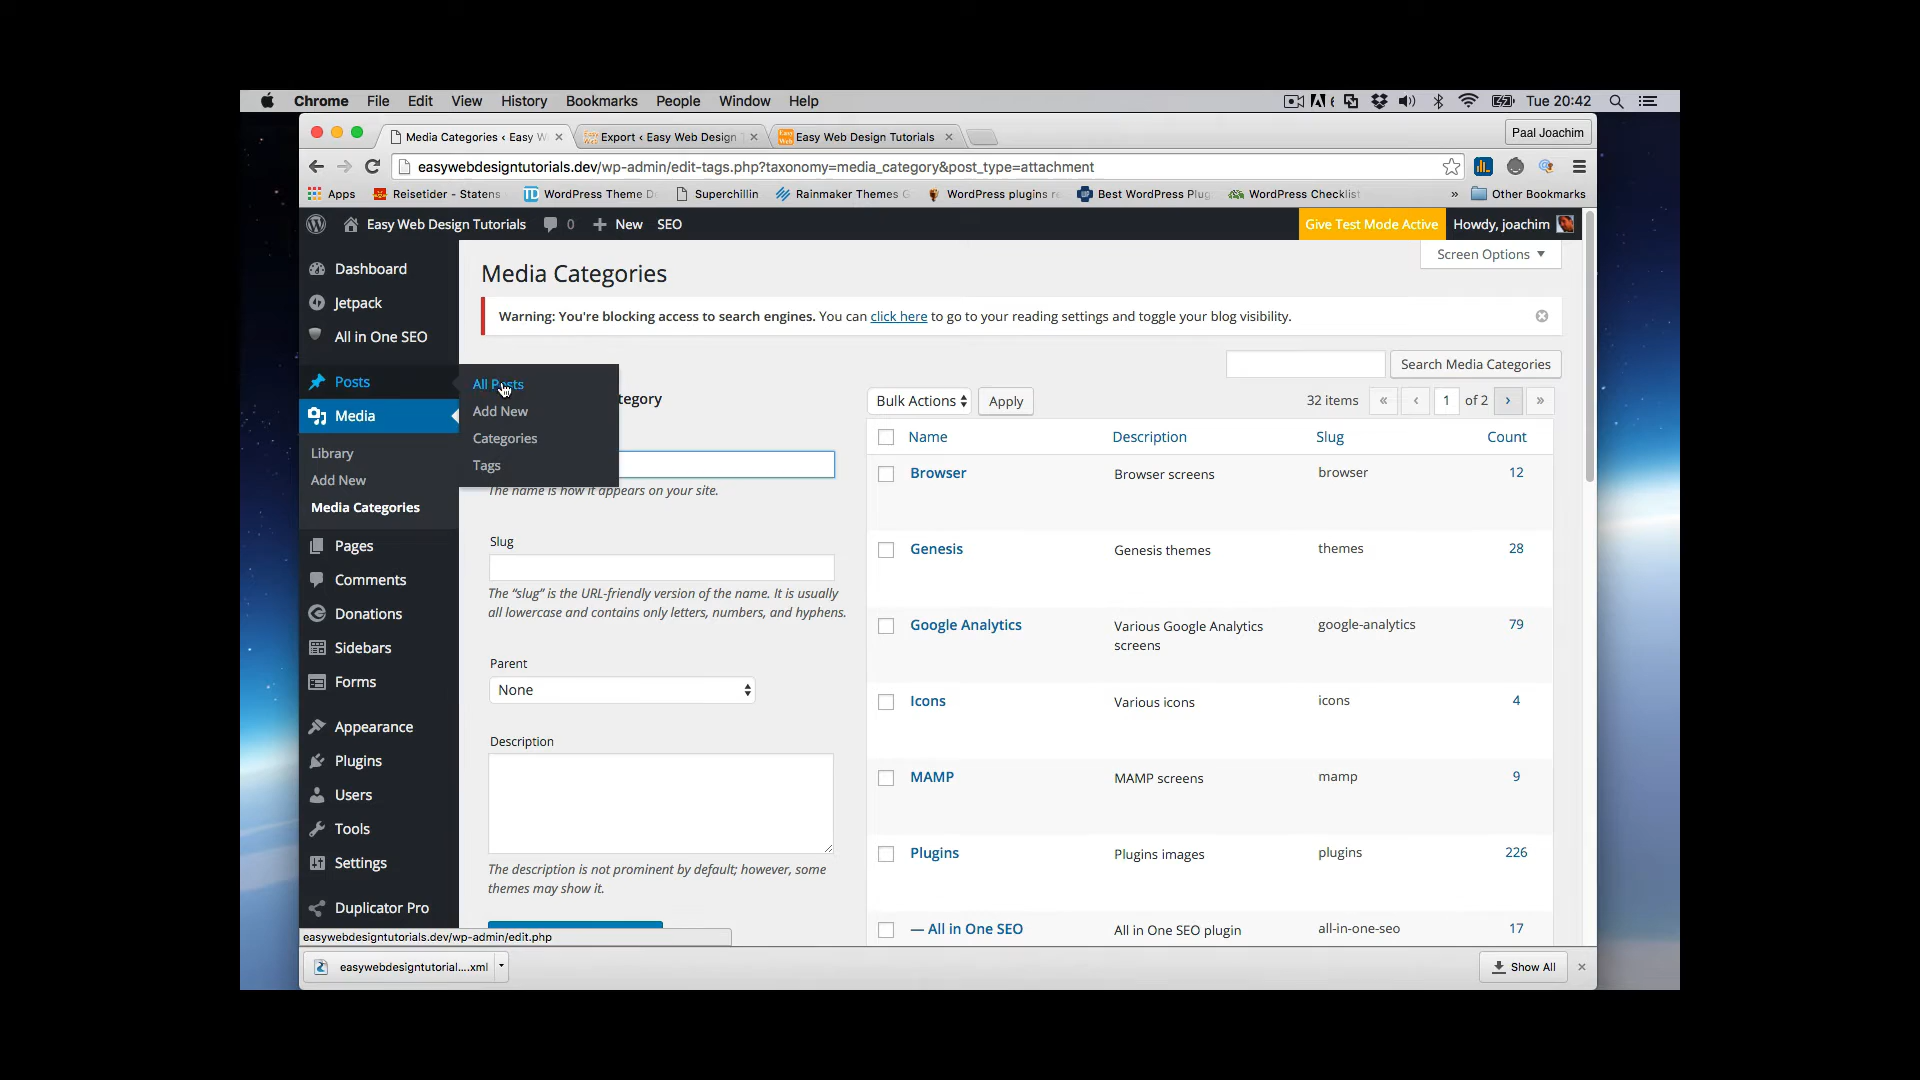 Chrome File Edit View History Bookmarks People Window Help
Tue 20:42
Media Categories ‹ Easy W
Export ‹ Easy Web Design T
Easy Web Design Tutorials
Paal Joachim
easywebdesigntutorials.dev/wp-admin/edit-tags.php?taxonomy=media_category&post_type=attachment
Apps
Reisetider - Statens
WordPress Theme De
Superchillin
Rainmaker Themes G
WordPress plugins re
Best WordPress Plug
WordPress Checklist
»
Other Bookmarks
Easy Web Design Tutorials
0
New
SEO
Give Test Mode Active
Howdy, joachim
Dashboard
Jetpack
All in One SEO
Posts
Media
Library
Add New
Media Categories
Pages
Comments
Donations
Sidebars
Forms
Appearance
Plugins
Users
Tools
Settings
Duplicator Pro
All Posts
Add New
Categories
Tags
Screen Options
Media Categories
Warning: You're blocking access to search engines. You can click here to go to your reading settings and toggle your blog visibility.
Search Media Categories
tegory
The name is how it appears on your site.
Slug
The “slug” is the URL-friendly version of the name. It is usually
all lowercase and contains only letters, numbers, and hyphens.
Parent
None
Description
The description is not prominent by default; however, some
themes may show it.
Bulk Actions
Apply
32 items « ‹ 1 of 2 › »
Name Description Slug Count
Browser Browser screens browser 12
Genesis Genesis themes themes 28
Google Analytics Various Google Analytics google-analytics 79
screens
Icons Various icons icons 4
MAMP MAMP screens mamp 9
Plugins Plugins images plugins 226
— All in One SEO All in One SEO plugin all-in-one-seo 17
easywebdesigntutorials.dev/wp-admin/edit.php
easywebdesigntutorial....xml
Show All